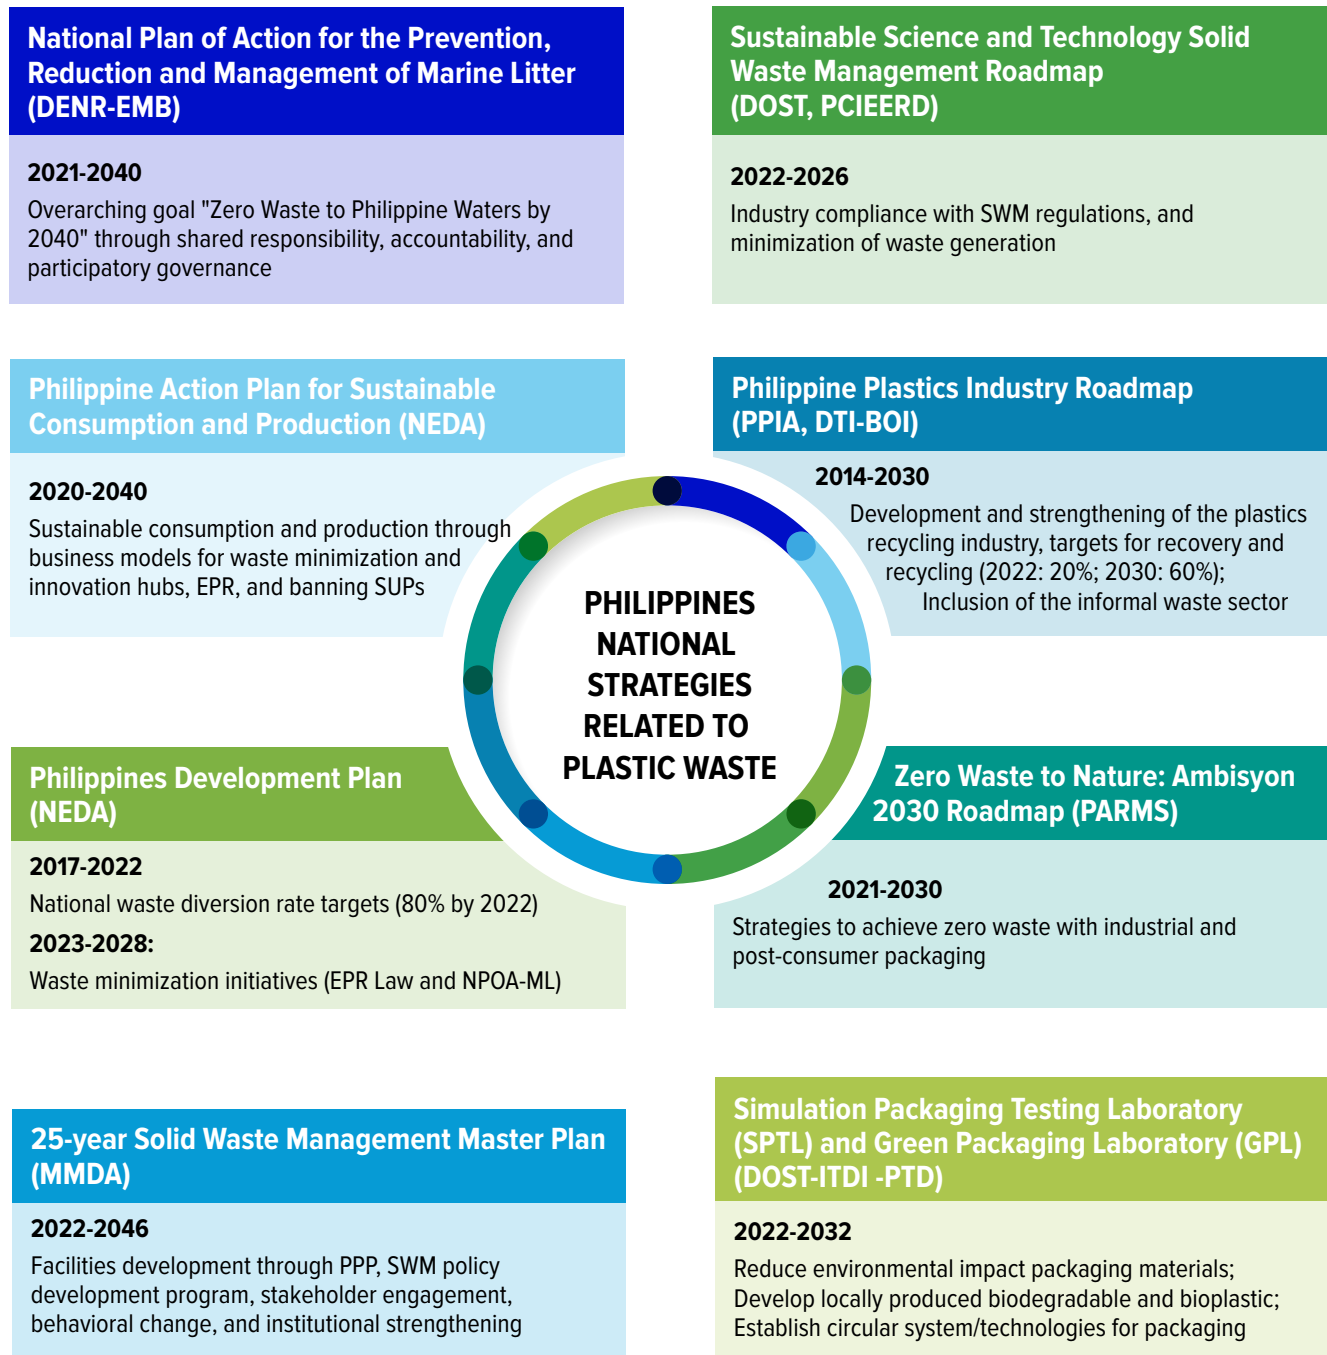 National Plan of Action for the Prevention,
Reduction and Management of Marine Litter
(DENR-EMB)
2021-2040
Overarching goal "Zero Waste to Philippine Waters by
2040" through shared responsibility, accountability, and
participatory governance
Sustainable Science and Technology Solid
Waste Management Roadmap
(DOST, PCIEERD)
2022-2026
Industry compliance with SWM regulations, and
minimization of waste generation
Philippine Action Plan for Sustainable
Consumption and Production (NEDA)
2020-2040
Sustainable consumption and production through
business models for waste minimization and
innovation hubs, EPR, and banning SUPs
Philippine Plastics Industry Roadmap
(PPIA, DTI-BOI)
2014-2030
Development and strengthening of the plastics
recycling industry, targets for recovery and
recycling (2022: 20%; 2030: 60%);
Inclusion of the informal waste sector
PHILIPPINES
NATIONAL
STRATEGIES
RELATED TO
PLASTIC WASTE
Philippines Development Plan
(NEDA)
2017-2022
National waste diversion rate targets (80% by 2022)
2023-2028:
Waste minimization initiatives (EPR Law and NPOA-ML)
Zero Waste to Nature: Ambisyon
2030 Roadmap (PARMS)
2021-2030
Strategies to achieve zero waste with industrial and
post-consumer packaging
25-year Solid Waste Management Master Plan
(MMDA)
2022-2046
Facilities development through PPP, SWM policy
development program, stakeholder engagement,
behavioral change, and institutional strengthening
Simulation Packaging Testing Laboratory
(SPTL) and Green Packaging Laboratory (GPL)
(DOST-ITDI -PTD)
2022-2032
Reduce environmental impact packaging materials;
Develop locally produced biodegradable and bioplastic;
Establish circular system/technologies for packaging